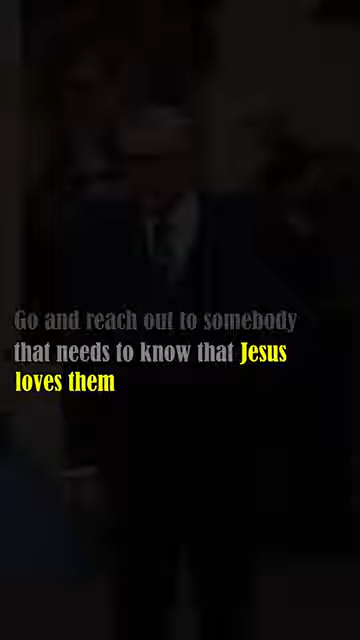 Go and reach out to somebody
that needs to know that Jesus
loves them